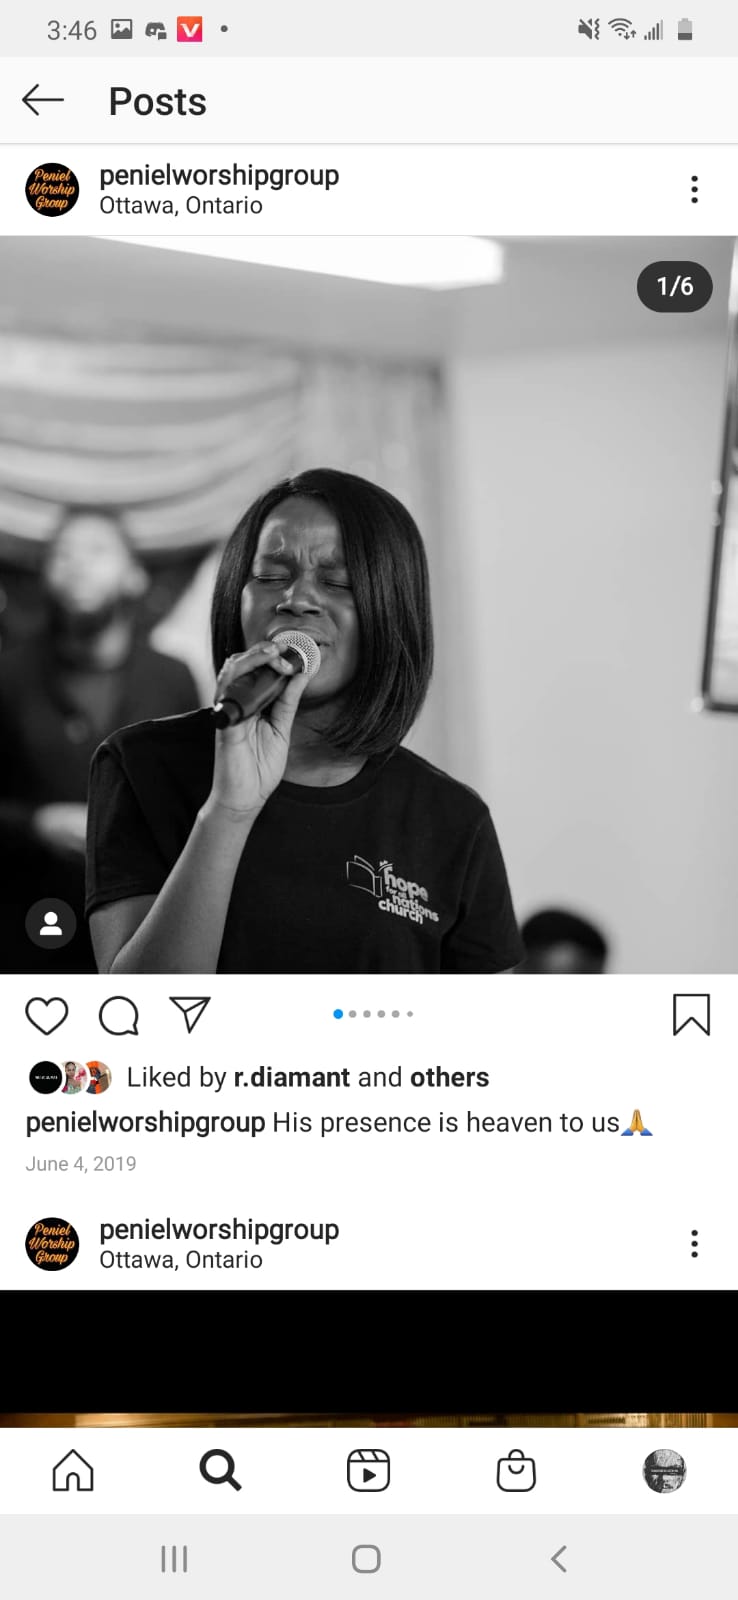 3:46
Posts
Peniel
Worship
Group
penielworshipgroup
Ottawa, Ontario
1/6
hope
for all
nations
church
Liked by r.diamant and others
penielworshipgroup His presence is heaven to us🙏
June 4, 2019
Peniel
Worship
Group
penielworshipgroup
Ottawa, Ontario